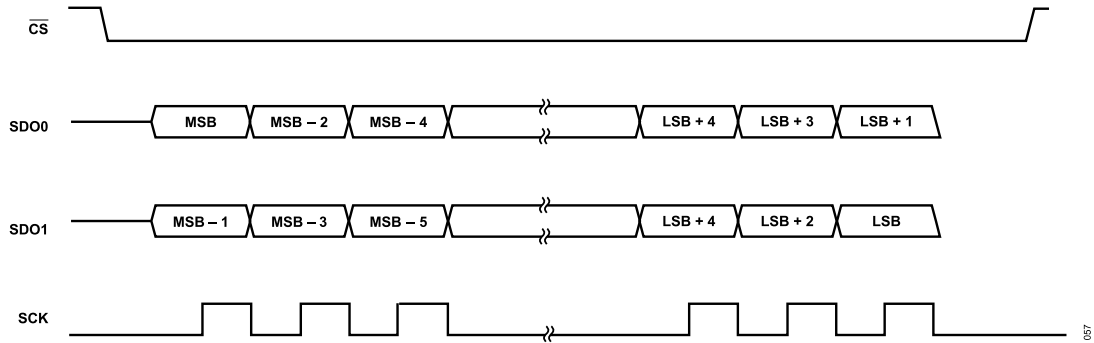 CS
SDO0 MSB MSB – 2 MSB – 4 LSB + 4 LSB + 3 LSB + 1
SDO1 MSB – 1 MSB – 3 MSB – 5 LSB + 4 LSB + 2 LSB
SCK
057